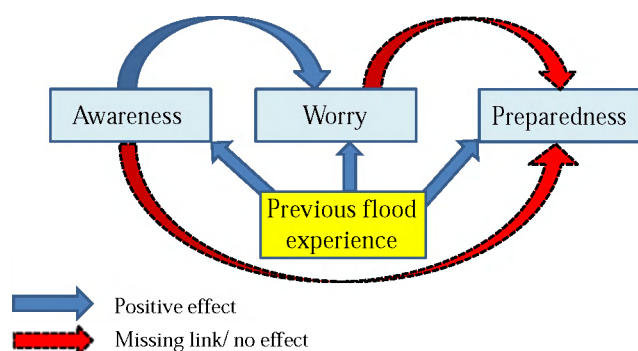 Awareness
Worry
Preparedness
Previous flood
experience
Positive effect
Missing link/ no effect